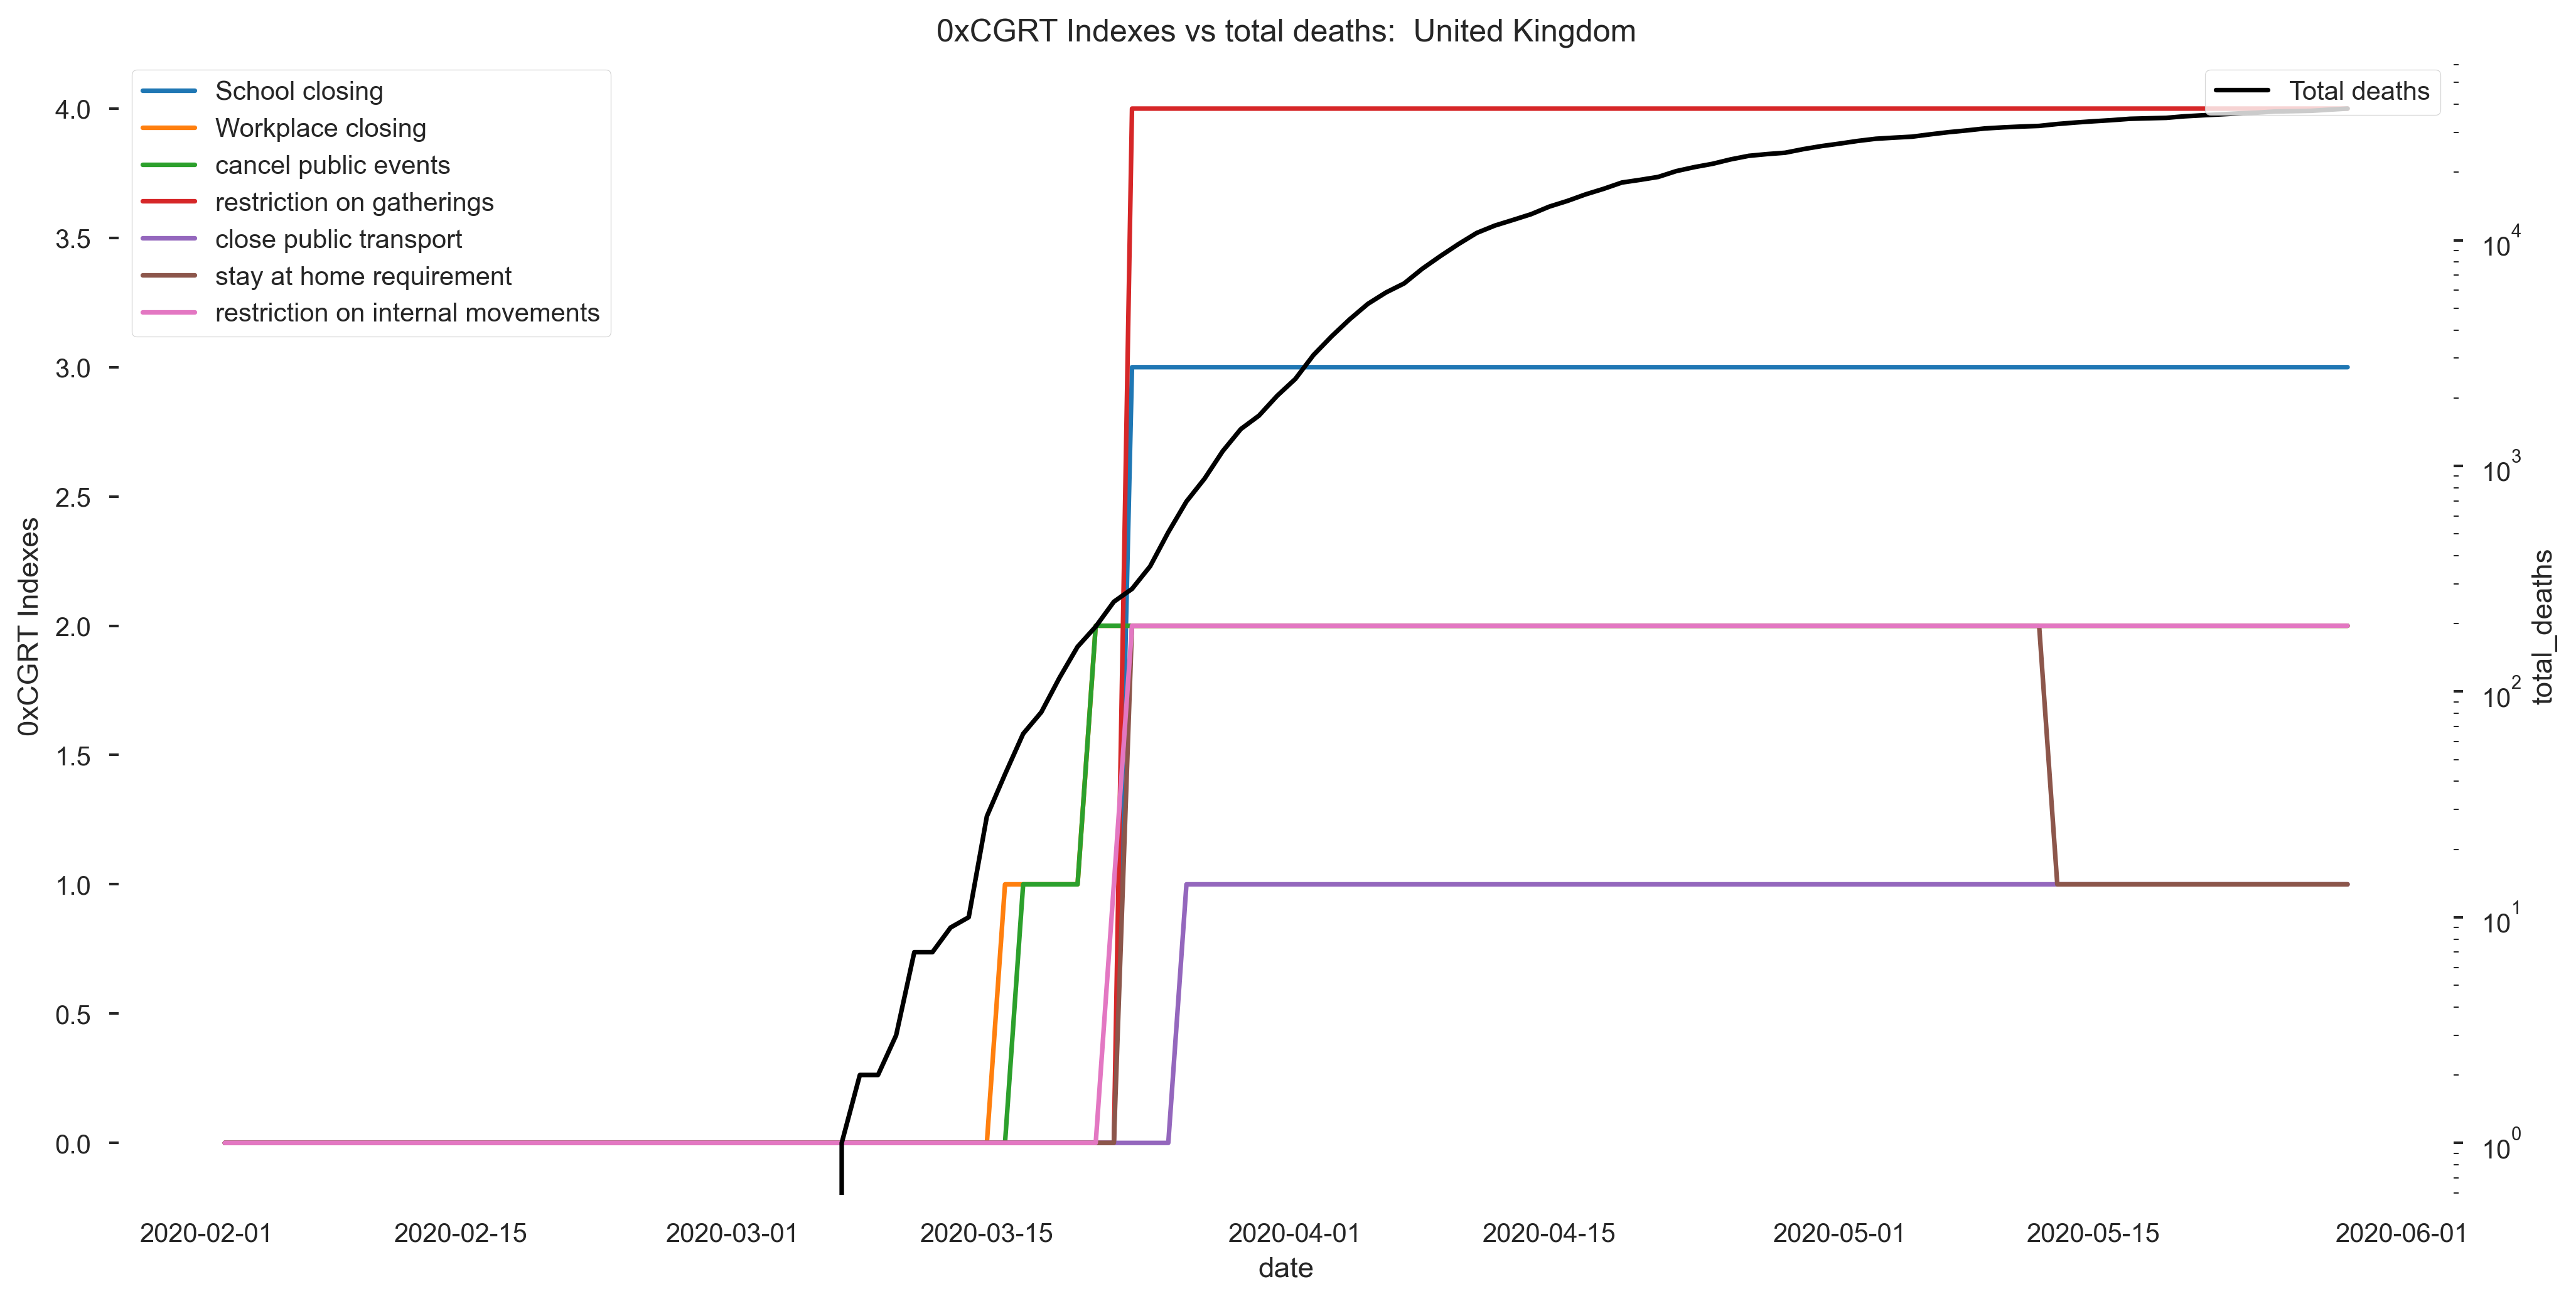 0xCGRT Indexes vs total deaths:  United Kingdom
School closing
Workplace closing
cancel public events
restriction on gatherings
close public transport
stay at home requirement
restriction on internal movements
Total deaths
4.0
3.5
3.0
2.5
2.0
1.5
1.0
0.5
0.0
0xCGRT Indexes
10^4
10^3
10^2
10^1
10^0
total_deaths
2020-02-01
2020-02-15
2020-03-01
2020-03-15
2020-04-01
2020-04-15
2020-05-01
2020-05-15
2020-06-01
date